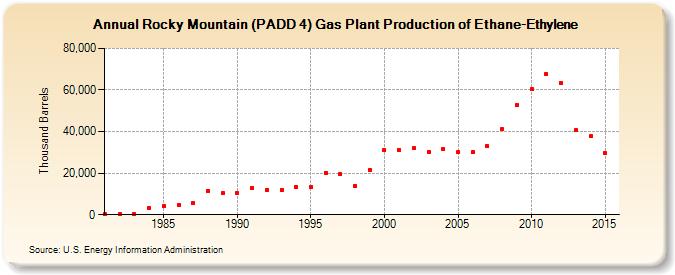 Annual Rocky Mountain (PADD 4) Gas Plant Production of Ethane-Ethylene
Thousand Barrels
80,000
60,000
40,000
20,000
0
1985 1990 1995 2000 2005 2010 2015
Source: U.S. Energy Information Administration